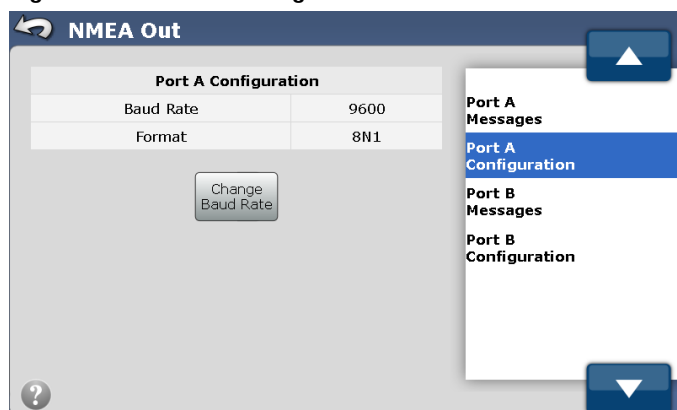 NMEA Out
Port A Configuration
Baud Rate 9600
Format 8N1
Change
Baud Rate
Port A
Messages
Port A
Configuration
Port B
Messages
Port B
Configuration
?